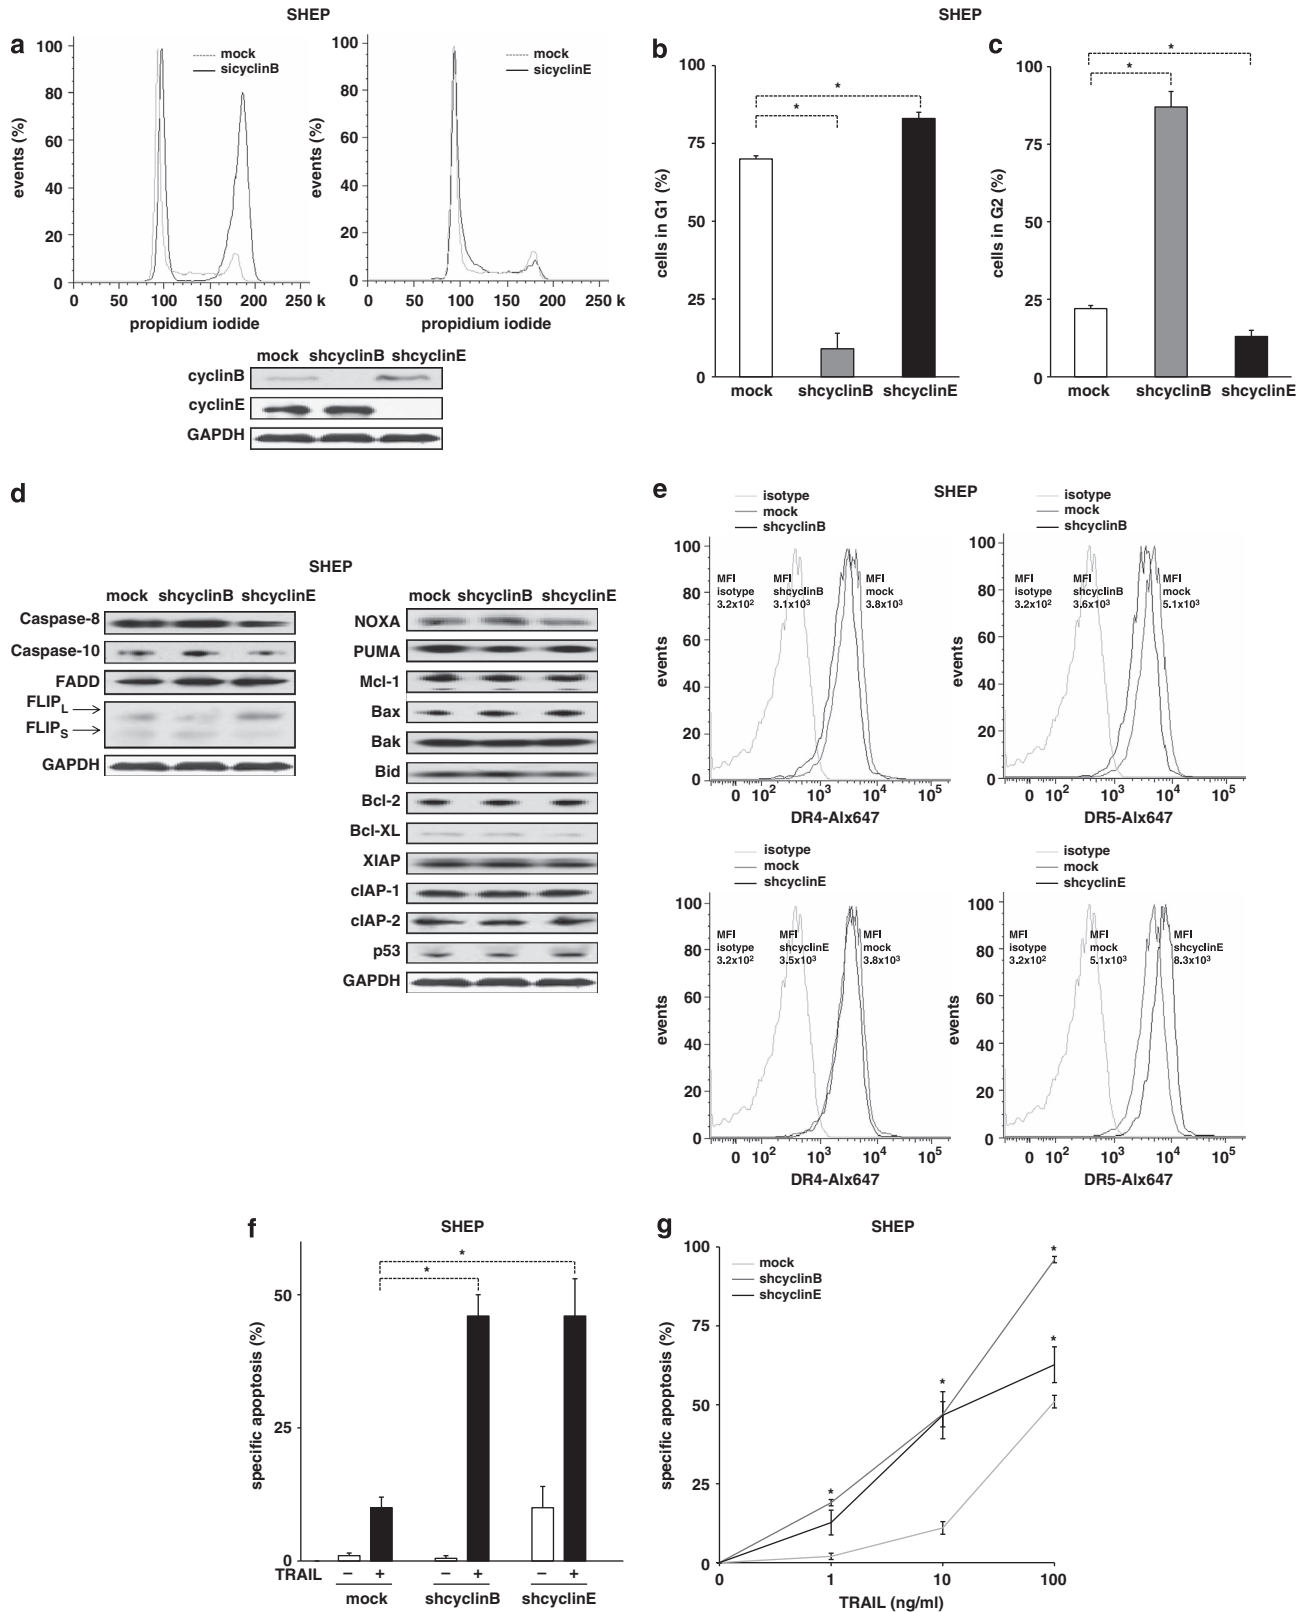 SHEP
a
mock
sicyclinB
events (%)
100
80
60
40
20
0
0 50 100 150 200 250 k
propidium iodide
mock
sicyclinE
events (%)
100
80
60
40
20
0
0 50 100 150 200 250 k
propidium iodide
mock shcyclinB shcyclinE
cyclinB
cyclinE
GAPDH
SHEP
b
cells in G1 (%)
100
75
50
25
0
* *
mock shcyclinB shcyclinE
c
cells in G2 (%)
100
75
50
25
0
* *
mock shcyclinB shcyclinE
d
SHEP
mock shcyclinB shcyclinE
Caspase-8
Caspase-10
FADD
FLIPL
FLIPS
GAPDH
mock shcyclinB shcyclinE
NOXA
PUMA
Mcl-1
Bax
Bak
Bid
Bcl-2
Bcl-XL
XIAP
cIAP-1
cIAP-2
p53
GAPDH
e
SHEP
isotype
mock
shcyclinB
events
100
80
60
40
20
0
MFI
isotype
3.2x10²
MFI
shcyclinB
3.1x10³
MFI
mock
3.8x10³
0 10² 10³ 10⁴ 10⁵
DR4-Alx647
isotype
mock
shcyclinB
events
100
80
60
40
20
0
MFI
isotype
3.2x10²
MFI
shcyclinB
3.6x10³
MFI
mock
5.1x10³
0 10² 10³ 10⁴ 10⁵
DR5-Alx647
isotype
mock
shcyclinE
events
100
80
60
40
20
0
MFI
isotype
3.2x10²
MFI
shcyclinE
3.5x10³
MFI
mock
3.8x10³
0 10² 10³ 10⁴ 10⁵
DR4-Alx647
isotype
mock
shcyclinE
events
100
80
60
40
20
0
MFI
isotype
3.2x10²
MFI
mock
5.1x10³
MFI
shcyclinE
8.3x10³
0 10² 10³ 10⁴ 10⁵
DR5-Alx647
f
SHEP
specific apoptosis (%)
50
25
0
* *
TRAIL − + − + − +
mock shcyclinB shcyclinE
g
SHEP
mock
shcyclinB
shcyclinE
specific apoptosis (%)
100
75
50
25
0
* * * *
0 1 10 100
TRAIL (ng/ml)